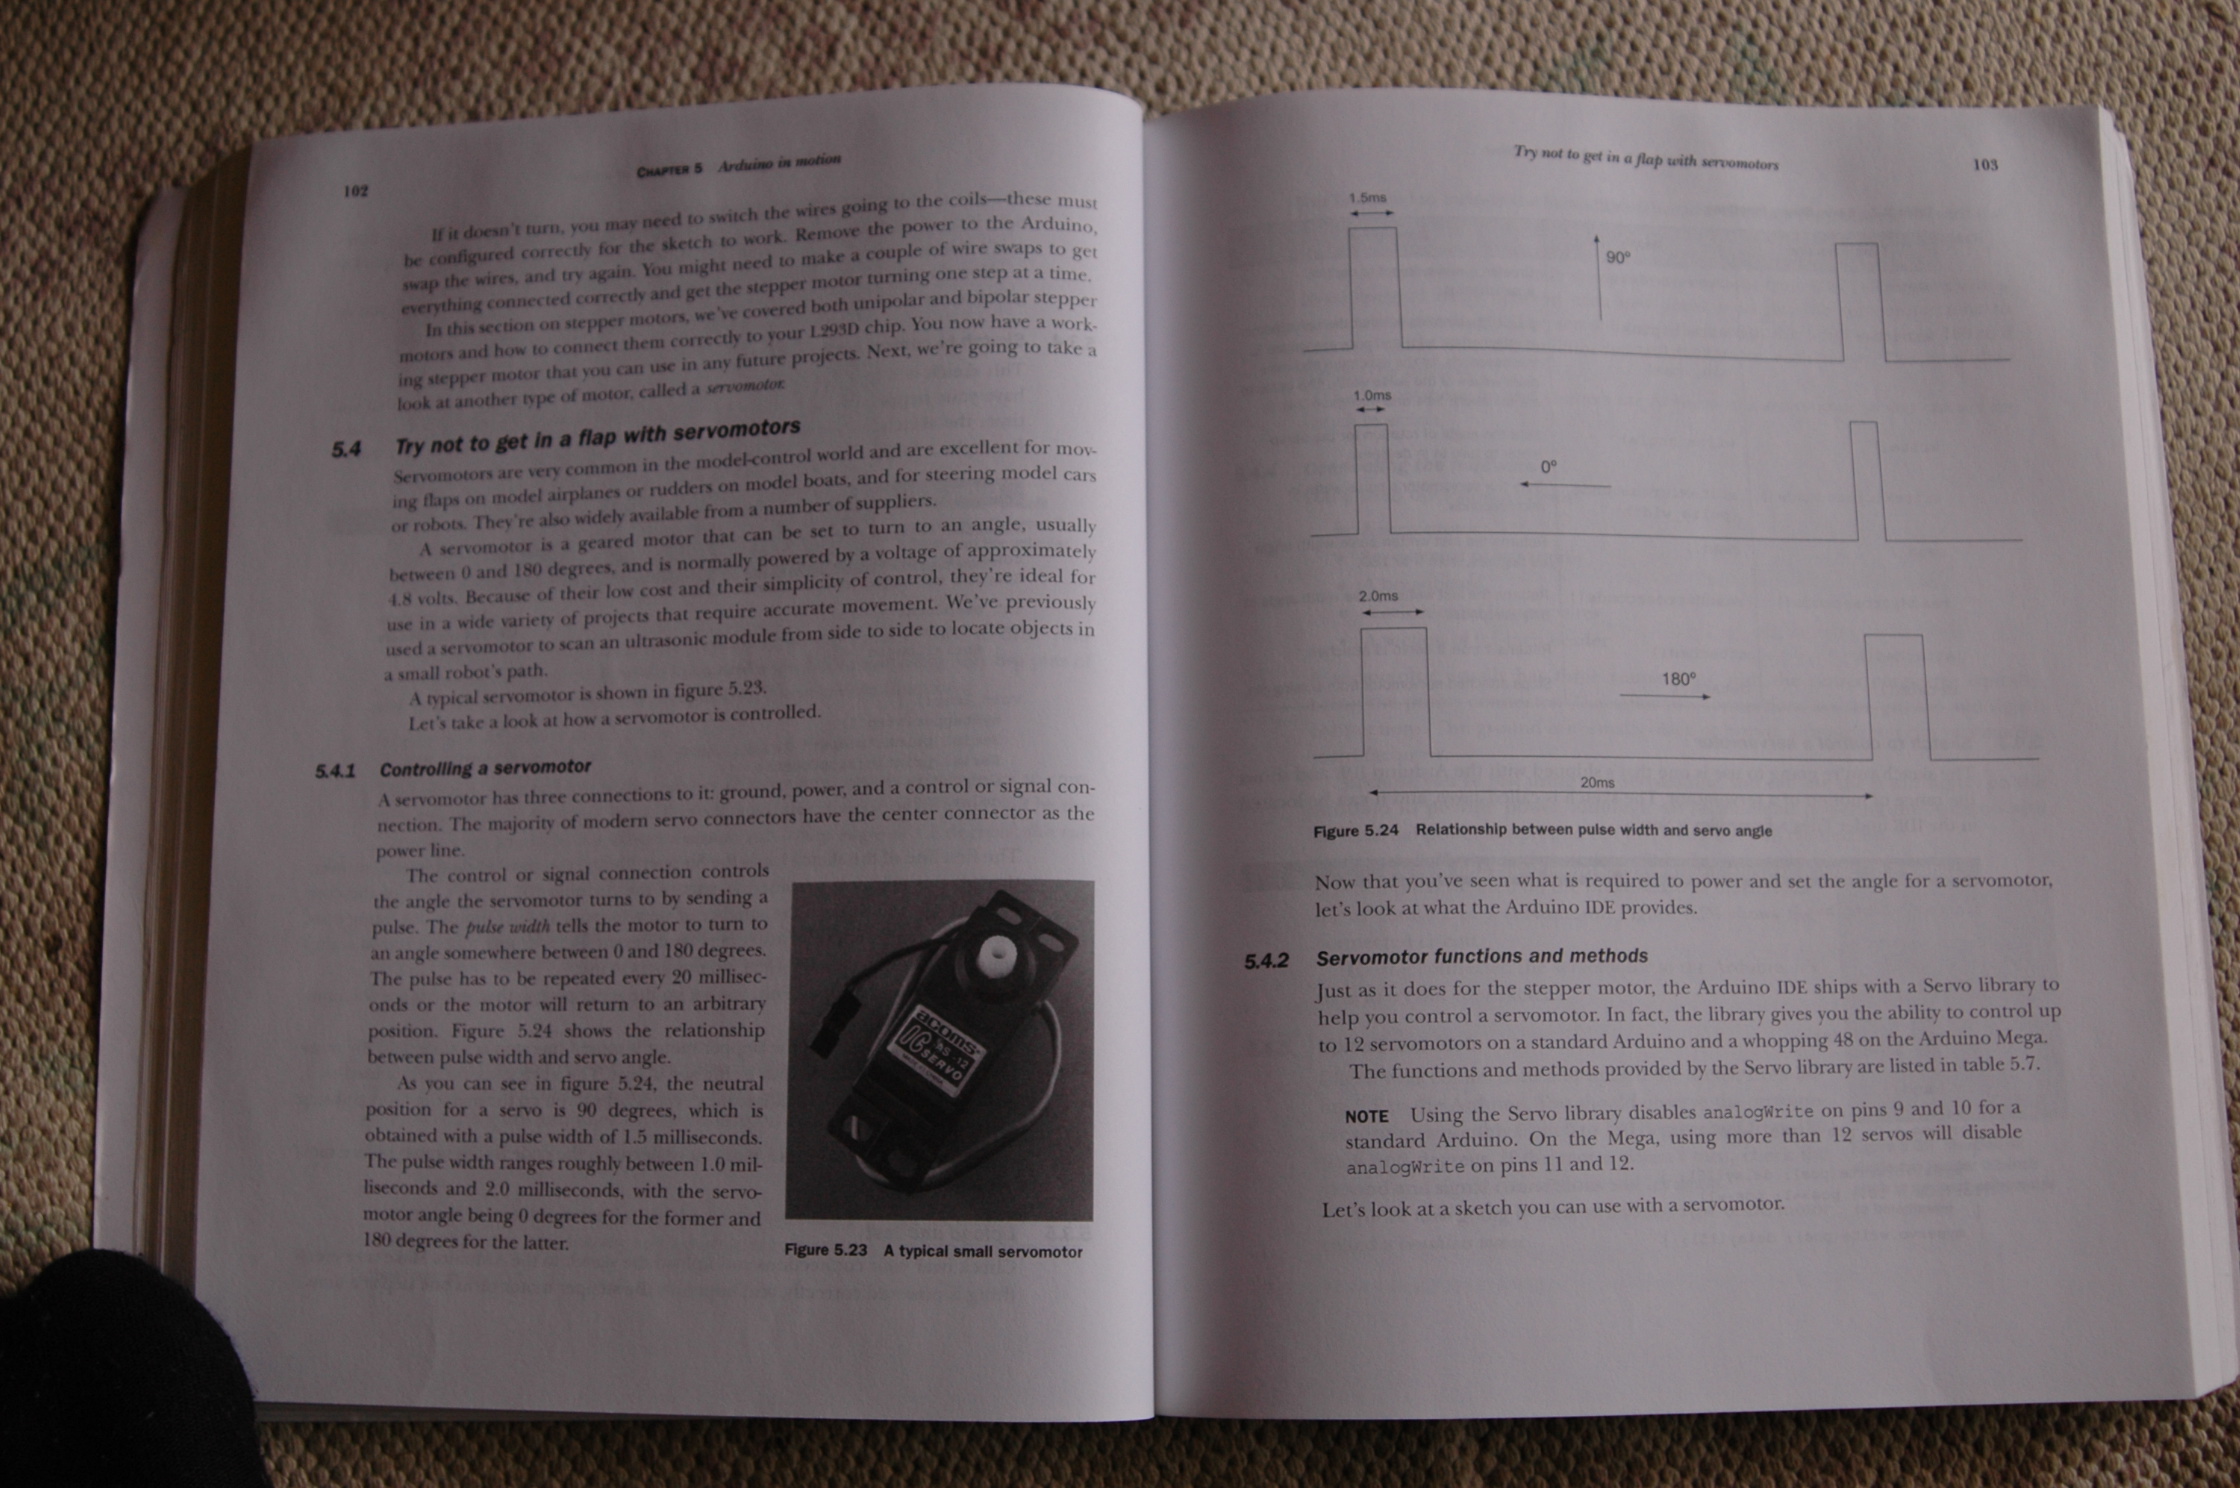 102
CHAPTER 5 Arduino in motion
If it doesn't turn, you may need to switch the wires going to the coils—these must
be configured correctly for the sketch to work. Remove the power to the Arduino,
swap the wires, and try again. You might need to make a couple of wire swaps to get
everything connected correctly and get the stepper motor turning one step at a time.
In this section on stepper motors, we've covered both unipolar and bipolar stepper
motors and how to connect them correctly to your L293D chip. You now have a work-
ing stepper motor that you can use in any future projects. Next, we're going to take a
look at another type of motor, called a servomotor.
5.4 Try not to get in a flap with servomotors
Servomotors are very common in the model-control world and are excellent for mov-
ing flaps on model airplanes or rudders on model boats, and for steering model cars
or robots. They're also widely available from a number of suppliers.
A servomotor is a geared motor that can be set to turn to an angle, usually
between 0 and 180 degrees, and is normally powered by a voltage of approximately
4.8 volts. Because of their low cost and their simplicity of control, they're ideal for
use in a wide variety of projects that require accurate movement. We've previously
used a servomotor to scan an ultrasonic module from side to side to locate objects in
a small robot's path.
A typical servomotor is shown in figure 5.23.
Let's take a look at how a servomotor is controlled.
5.4.1 Controlling a servomotor
A servomotor has three connections to it: ground, power, and a control or signal con-
nection. The majority of modern servo connectors have the center connector as the
power line.
The control or signal connection controls
the angle the servomotor turns to by sending a
pulse. The pulse width tells the motor to turn to
an angle somewhere between 0 and 180 degrees.
The pulse has to be repeated every 20 millisec-
onds or the motor will return to an arbitrary
position. Figure 5.24 shows the relationship
between pulse width and servo angle.
As you can see in figure 5.24, the neutral
position for a servo is 90 degrees, which is
obtained with a pulse width of 1.5 milliseconds.
The pulse width ranges roughly between 1.0 mil-
liseconds and 2.0 milliseconds, with the servo-
motor angle being 0 degrees for the former and
180 degrees for the latter.
acoms
IC AS-12
SERVO
Figure 5.23 A typical small servomotor
Try not to get in a flap with servomotors
103
1.5ms
90°
1.0ms
0°
2.0ms
180°
20ms
Figure 5.24 Relationship between pulse width and servo angle
Now that you've seen what is required to power and set the angle for a servomotor,
let's look at what the Arduino IDE provides.
5.4.2 Servomotor functions and methods
Just as it does for the stepper motor, the Arduino IDE ships with a Servo library to
help you control a servomotor. In fact, the library gives you the ability to control up
to 12 servomotors on a standard Arduino and a whopping 48 on the Arduino Mega.
The functions and methods provided by the Servo library are listed in table 5.7.
NOTE Using the Servo library disables analogWrite on pins 9 and 10 for a
standard Arduino. On the Mega, using more than 12 servos will disable
analogWrite on pins 11 and 12.
Let's look at a sketch you can use with a servomotor.